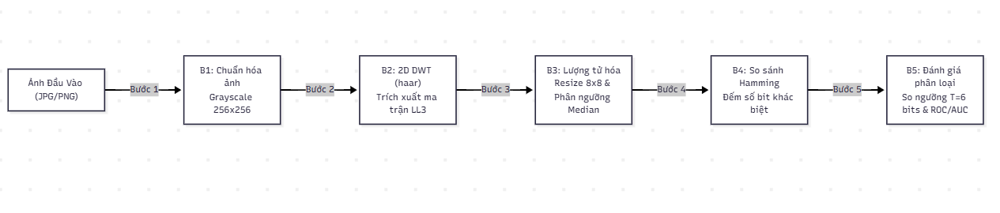 Ảnh Đầu Vào
(JPG/PNG)
Bước 1
B1: Chuẩn hóa
ảnh
Grayscale
256x256
Bước 2
B2: 2D DWT
(haar)
Trích xuất ma
trận LL3
Bước 3
B3: Lượng tử hóa
Resize 8x8 &
Phân ngưỡng
Median
Bước 4
B4: So sánh
Hamming
Đếm số bit khác
biệt
Bước 5
B5: Đánh giá
phân loại
So ngưỡng T=6
bits & ROC/AUC